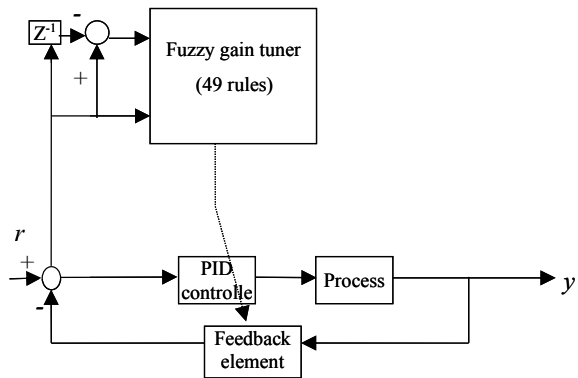 -
Z-1
Fuzzy gain tuner
+
(49 rules)
r
+
PID
controlle
Process
y
-
Feedback
element